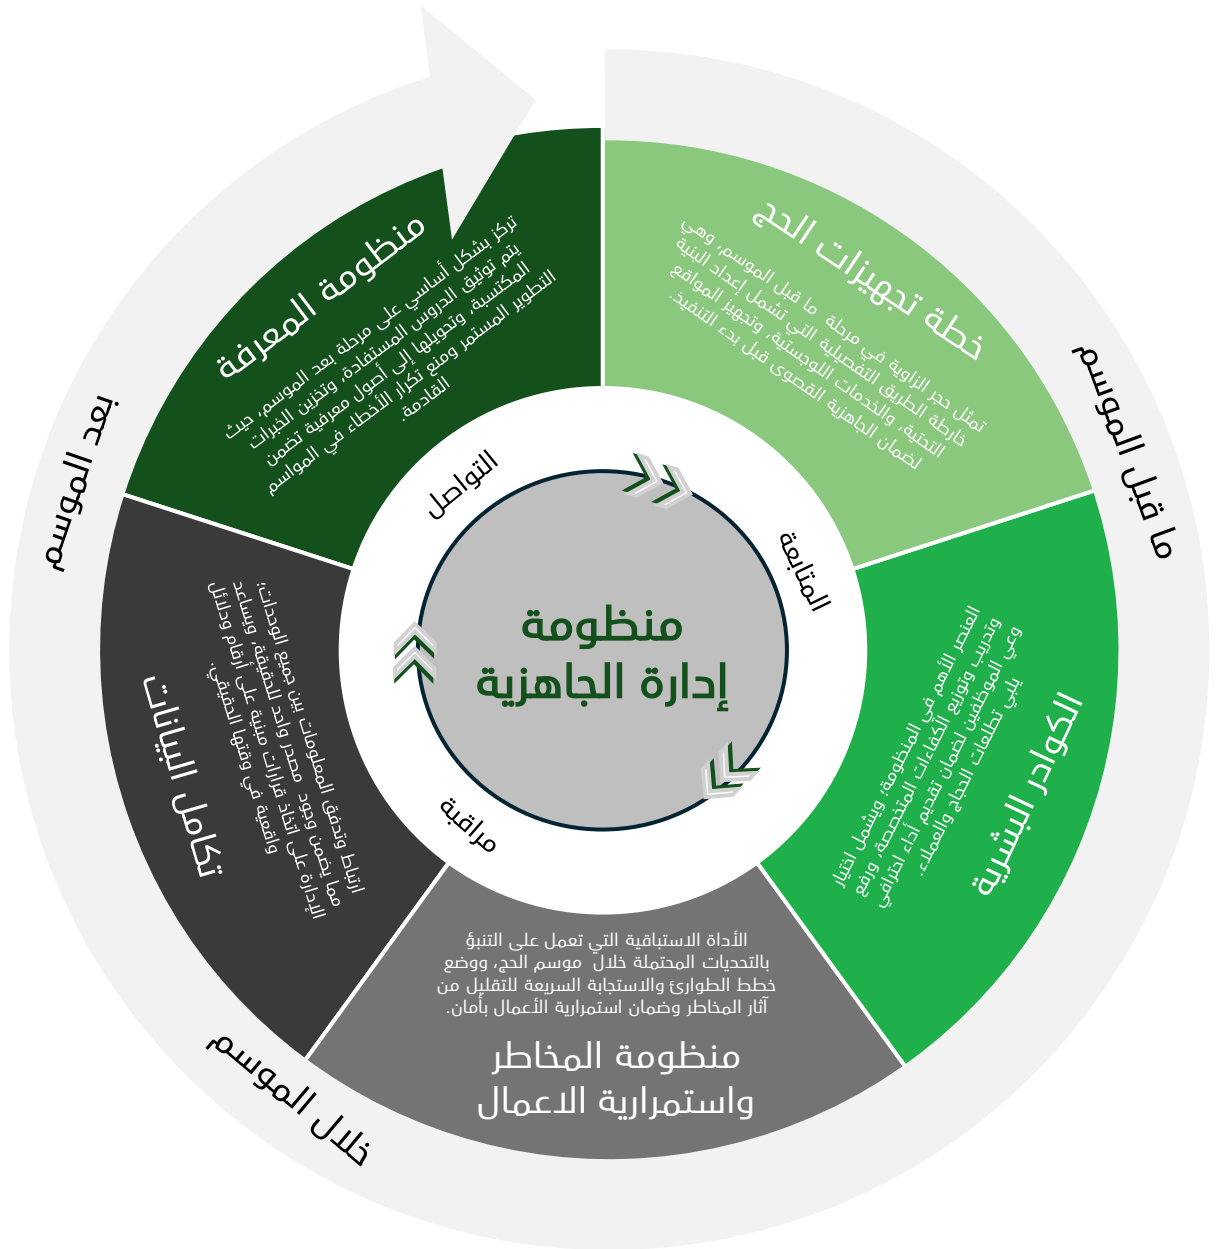 منظومة
إدارة الجاهزية
المتابعة
مراقبة
التواصل
ما قبل الموسم
خلال الموسم
بعد الموسم
خطة تجهيزات الحج
تمثل حجر الزاوية في مرحلة ما قبل الموسم، وهي
خارطة الطريق التفصيلية التي تشمل إعداد البنية
التحتية، والخدمات اللوجستية، وتجهيز المواقع
لضمان الجاهزية القصوى قبل بدء التنفيذ.
الكوادر البشرية
العنصر الأهم في المنظومة، ويشمل اختيار
وتدريب وتوزيع الكفاءات المتخصصة، ورفع
وعي الموظفين لضمان تقديم أداء احترافي
يلبي تطلعات الحجاج والعملاء.
الأداة الاستباقية التي تعمل على التنبؤ
بالتحديات المحتملة خلال موسم الحج، ووضع
خطط الطوارئ والاستجابة السريعة للتقليل من
آثار المخاطر وضمان استمرارية الأعمال بأمان.
منظومة المخاطر
واستمرارية الاعمال
تكامل البيانات
ارتباط وتدفق المعلومات بين جميع الوحدات؛
مما يضمن وجود مصدر واحد للحقيقة، ويساعد
الإدارة على اتخاذ قرارات مبنية على أرقام ودلائل
واقعية في وقتها الحقيقي.
منظومة المعرفة
تركز بشكل أساسي على مرحلة بعد الموسم، حيث
يتم توثيق الدروس المستفادة، وتخزين الخبرات
المكتسبة، وتحويلها إلى أصول معرفية تضمن
التطوير المستمر ومنع تكرار الأخطاء في المواسم
القادمة.